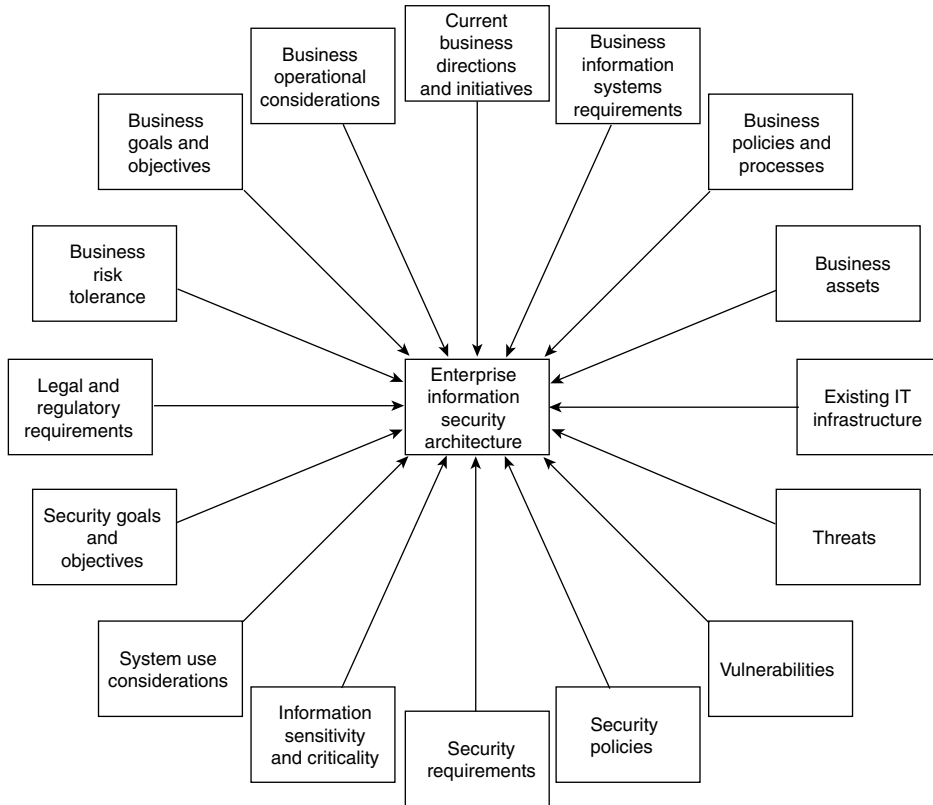 Current
business
directions
and initiatives
Business
operational
considerations
Business
information
systems
requirements
Business
goals and
objectives
Business
policies and
processes
Business
risk
tolerance
Business
assets
Enterprise
information
security
architecture
Legal and
regulatory
requirements
Existing IT
infrastructure
Security goals
and
objectives
Threats
System use
considerations
Vulnerabilities
Information
sensitivity
and criticality
Security
requirements
Security
policies